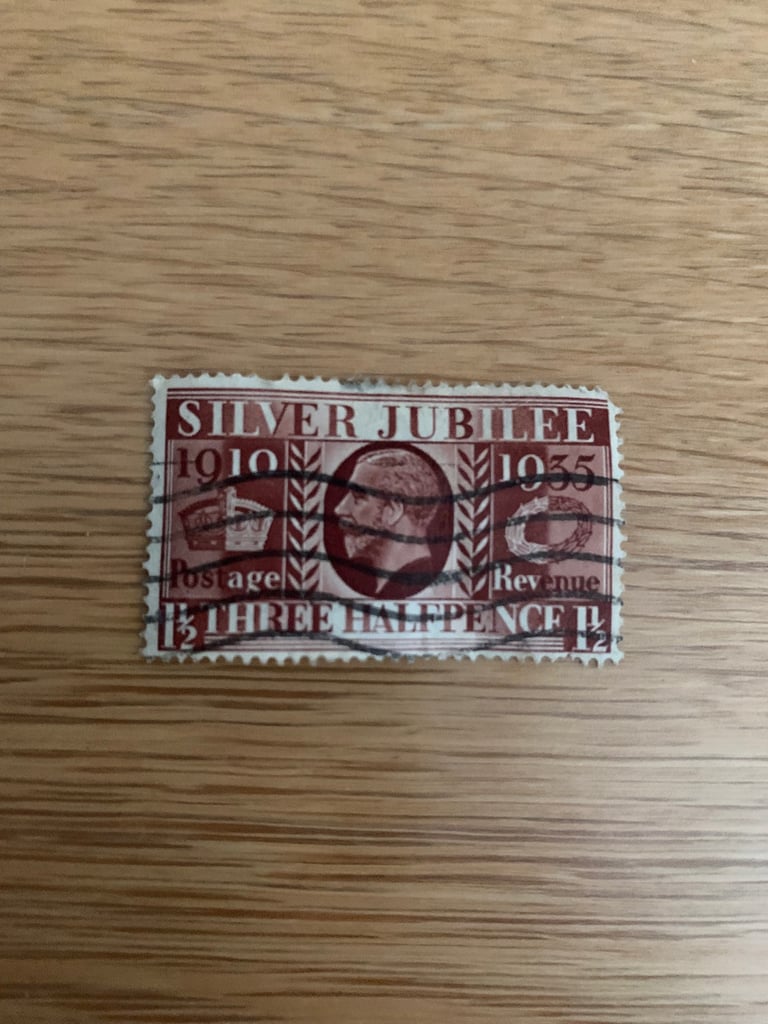 SILVER JUBILEE
1910 1935
Postage Revenue
1½ THREE HALFPENCE 1½